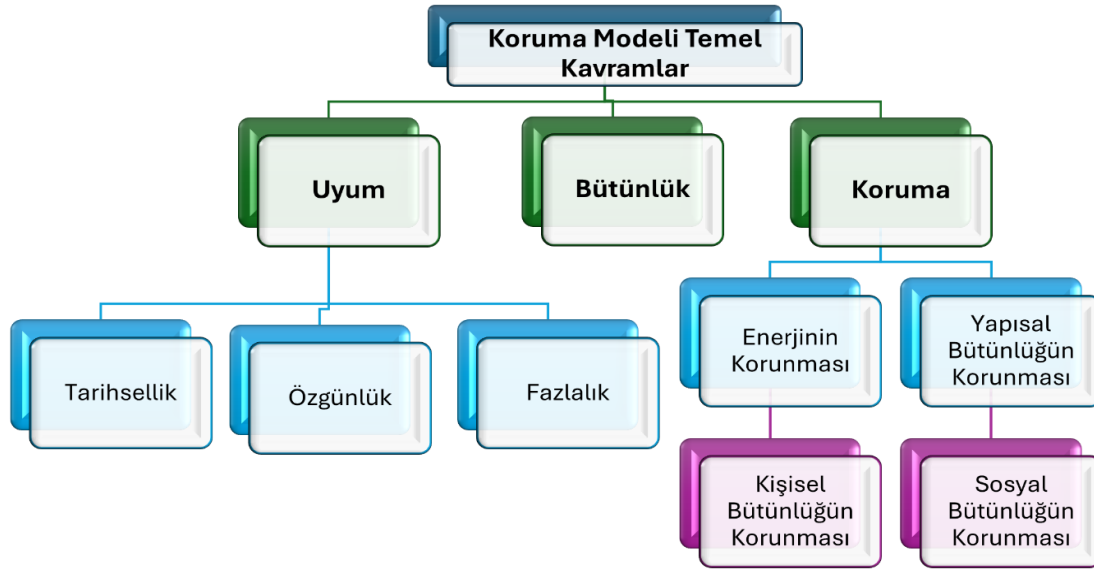 Koruma Modeli Temel
Kavramlar
Uyum
Bütünlük
Koruma
Tarihsellik
Özgünlük
Fazlalık
Enerjinin
Korunması
Yapısal
Bütünlüğün
Korunması
Kişisel
Bütünlüğün
Korunması
Sosyal
Bütünlüğün
Korunması